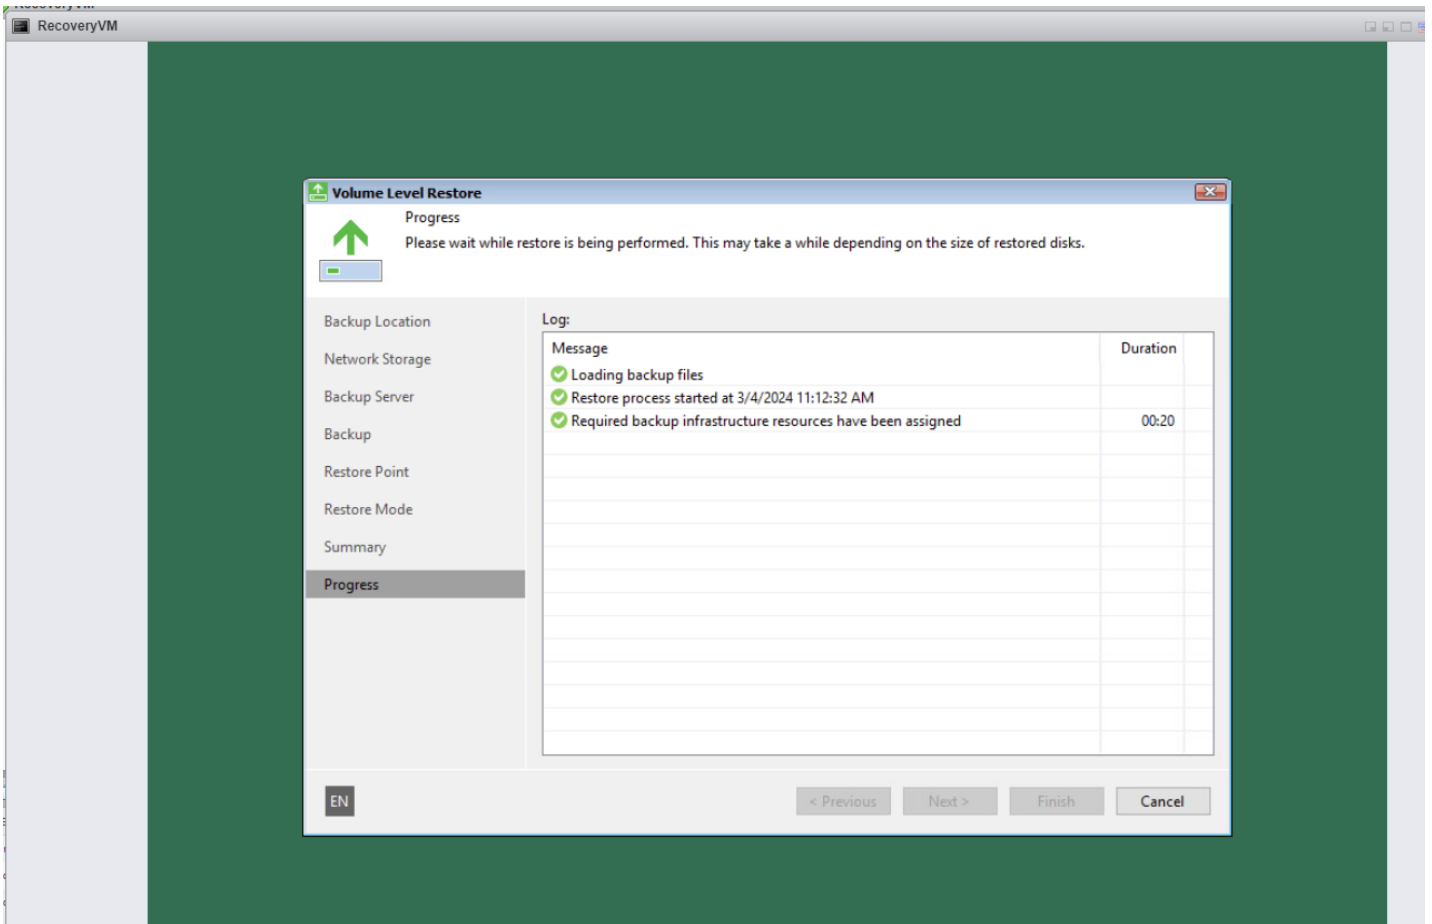 RecoveryVM
Volume Level Restore
Progress
Please wait while restore is being performed. This may take a while depending on the size of restored disks.
Backup Location
Network Storage
Backup Server
Backup
Restore Point
Restore Mode
Summary
Progress
Log:
Message Duration
Loading backup files
Restore process started at 3/4/2024 11:12:32 AM
Required backup infrastructure resources have been assigned 00:20
EN
< Previous Next > Finish Cancel